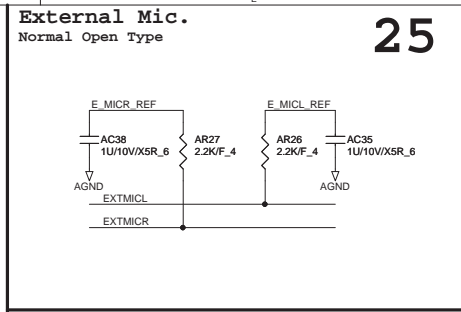 External Mic.
Normal Open Type
25
E_MICR_REF
E_MICL_REF
AC38
1U/10V/X5R_6
AR27
2.2K/F_4
AR26
2.2K/F_4
AC35
1U/10V/X5R_6
AGND
AGND
EXTMICL
EXTMICR